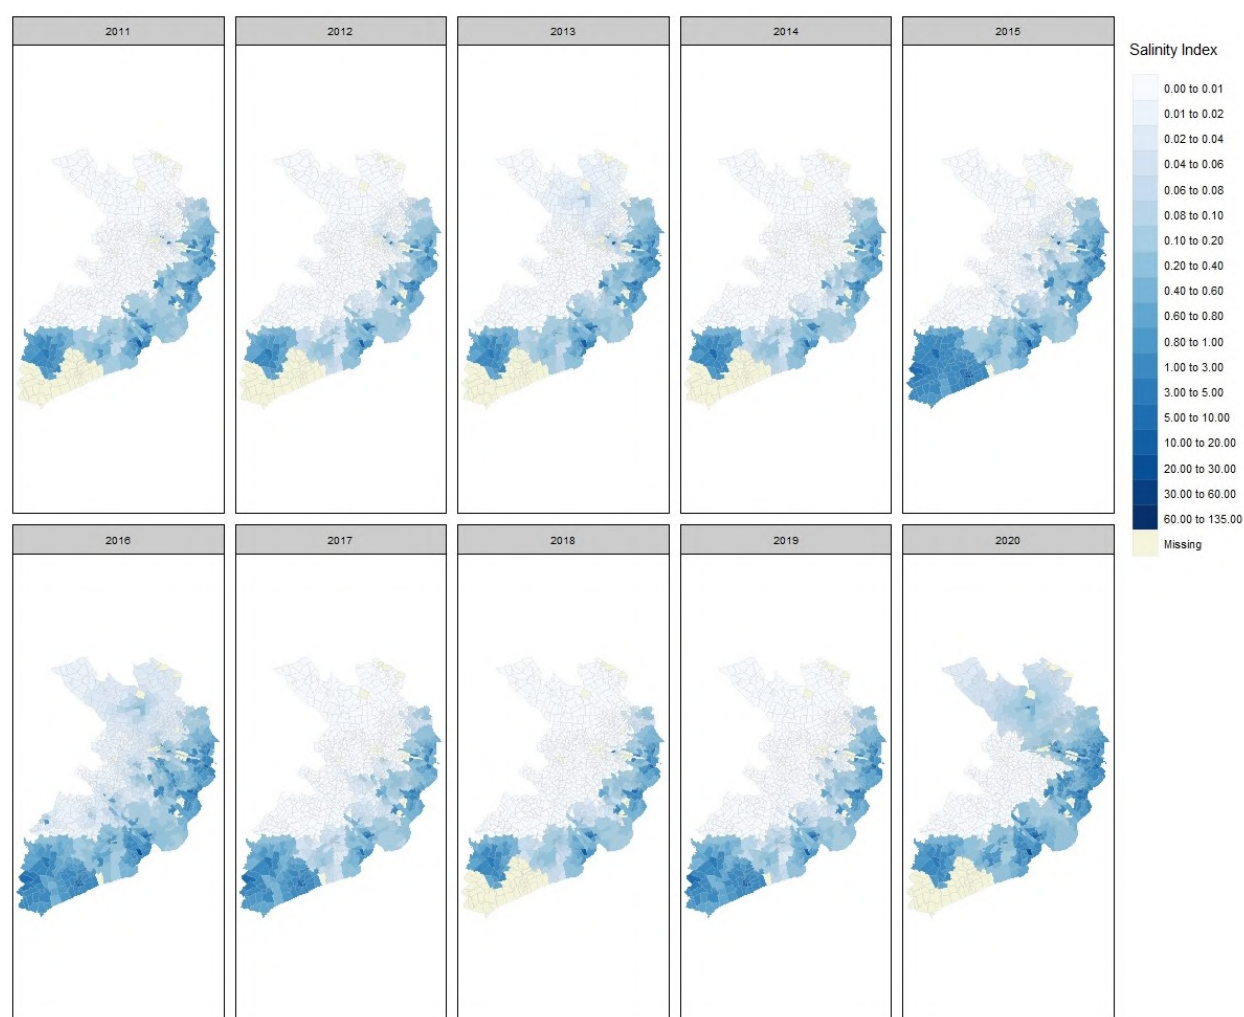 2011
2012
2013
2014
2015
Salinity Index
0.00 to 0.01
0.01 to 0.02
0.02 to 0.04
0.04 to 0.06
0.06 to 0.08
0.08 to 0.10
0.10 to 0.20
0.20 to 0.40
0.40 to 0.60
0.60 to 0.80
0.80 to 1.00
1.00 to 3.00
3.00 to 5.00
5.00 to 10.00
10.00 to 20.00
20.00 to 30.00
30.00 to 60.00
60.00 to 135.00
Missing
2016
2017
2018
2019
2020